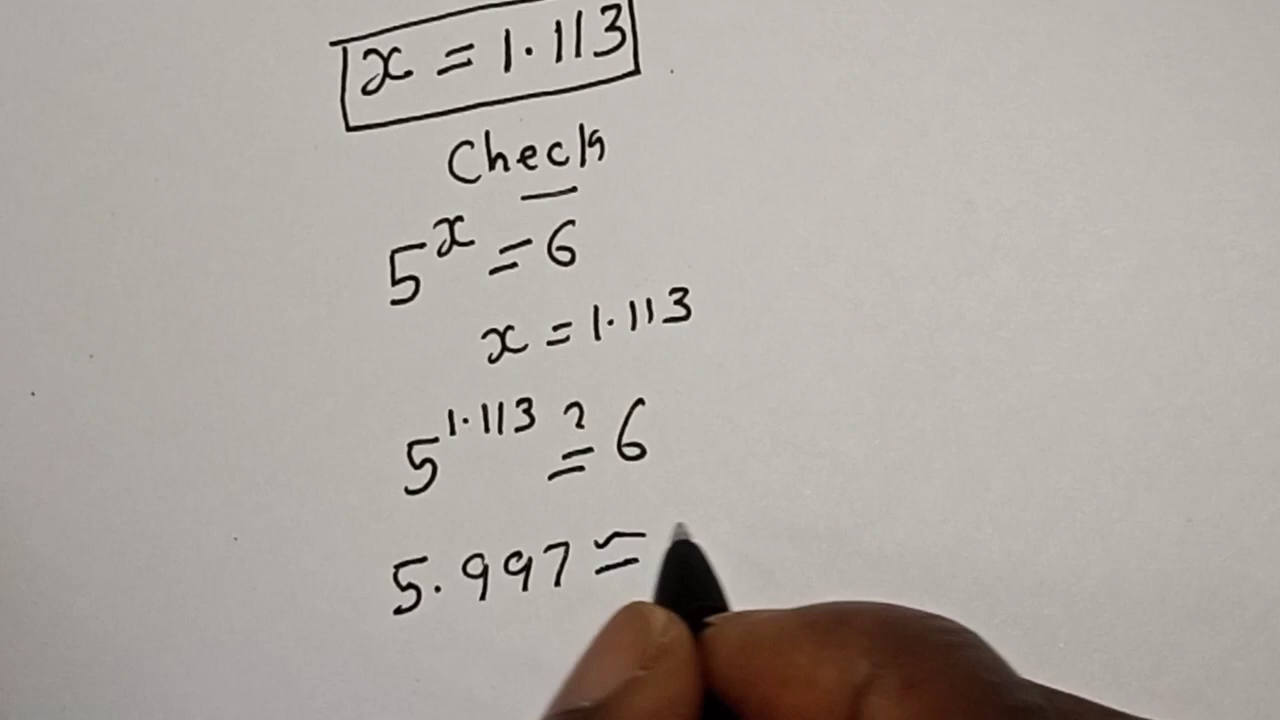 x = 1.113
Check
5^x = 6
x = 1.113
5^1.113 ?= 6
5.997 ≃